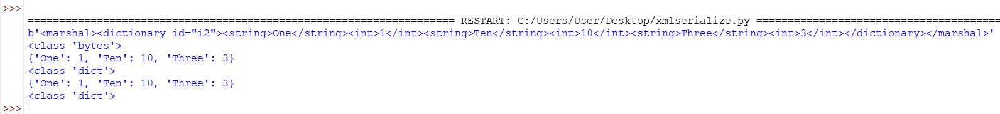 >>>
==================================================================== RESTART: C:/Users/User/Desktop/xmlserialize.py =======================================
b'<marshal><dictionary id="i2"><string>One</string><int>1</int><string>Ten</string><int>10</int><string>Three</string><int>3</int></dictionary></marshal>'
<class 'bytes'>
{'One': 1, 'Ten': 10, 'Three': 3}
<class 'dict'>
{'One': 1, 'Ten': 10, 'Three': 3}
<class 'dict'>
>>>